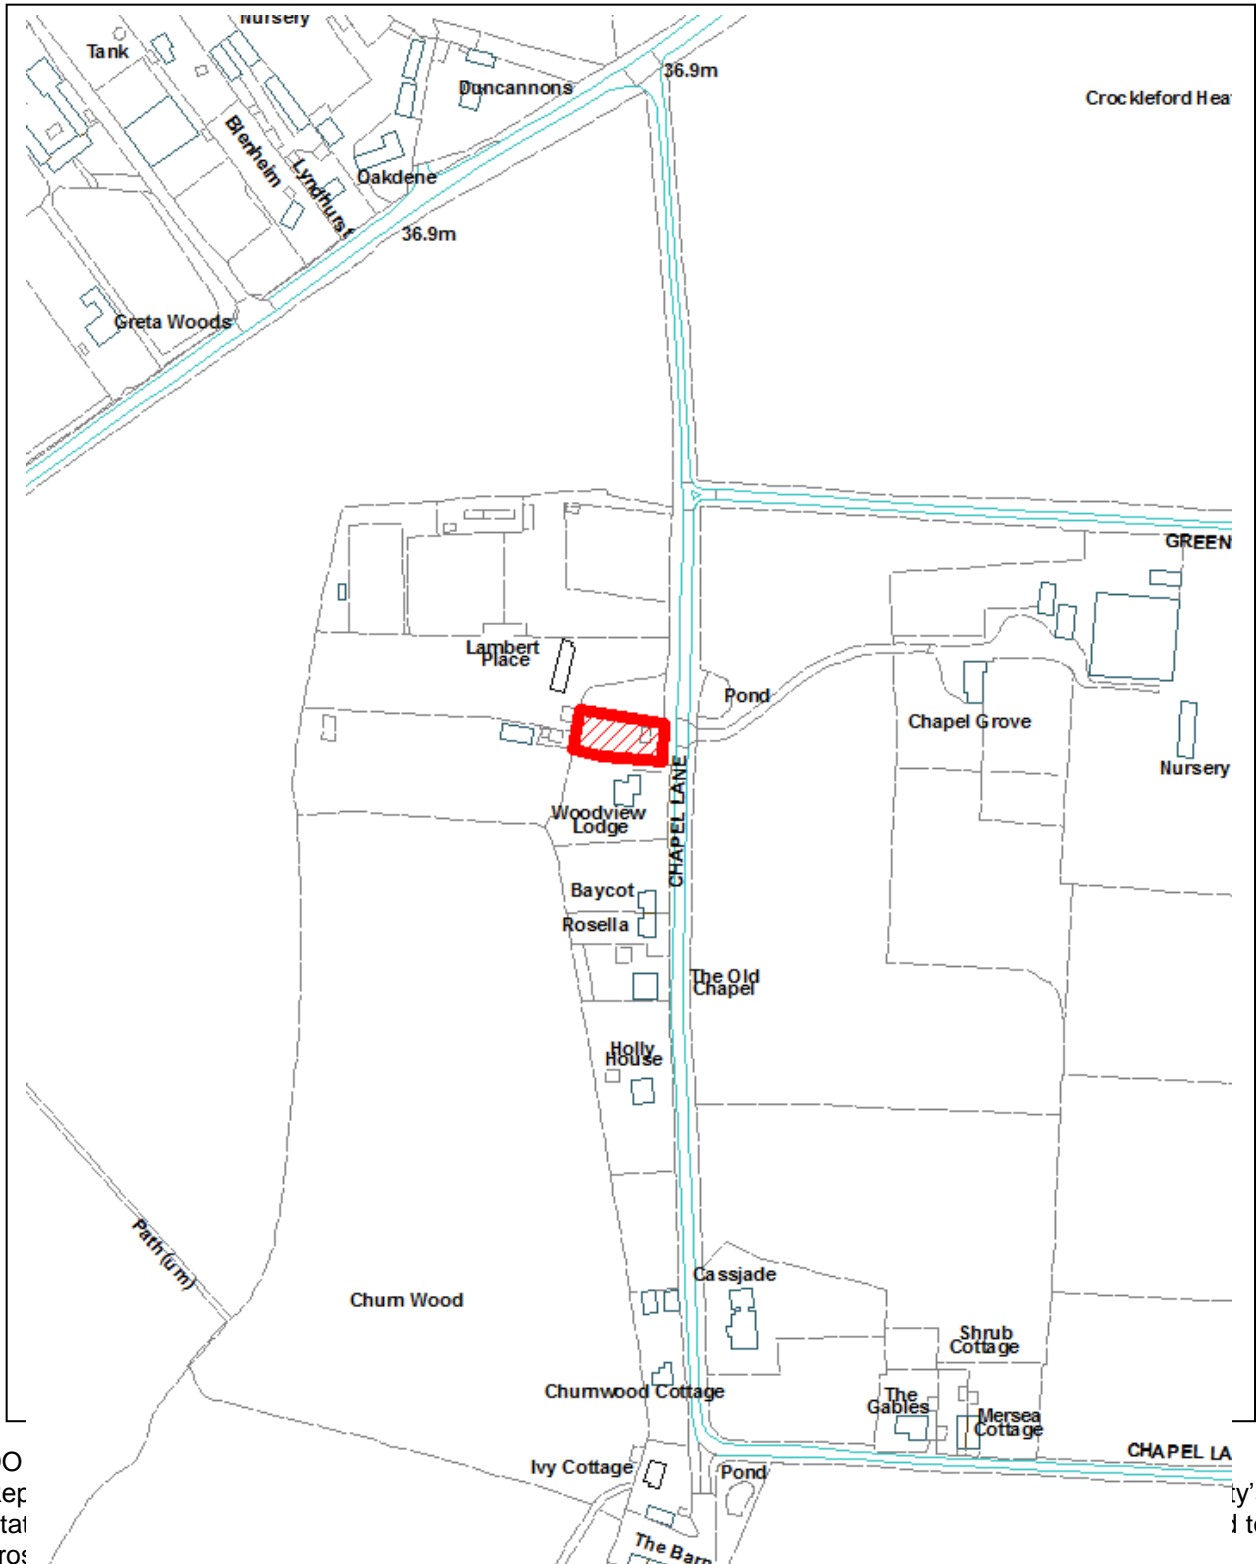 Nursery
Tank
36.9m
Duncannons
Crockleford Hea
Blenheim
Lyndhurst
Oakdene
36.9m
Greta Woods
GREEN
Lambert
Place
Pond
Chapel Grove
Nursery
CHAPEL LANE
Woodview
Lodge
Baycot
Rosella
The Old
Chapel
Holly
House
Path (um)
Cassjade
Churn Wood
Shrub
Cottage
Churnwood Cottage
The
Gables
Mersea
Cottage
CHAPEL LA
Ivy Cottage
Pond
The Barn